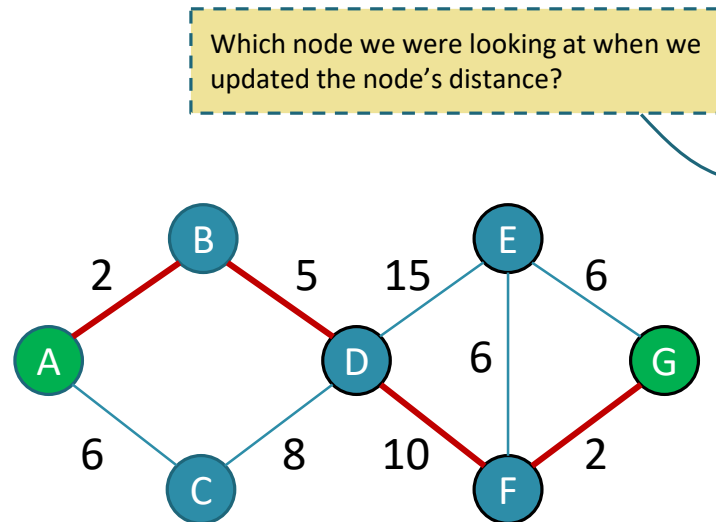 Which node we were looking at when we
updated the node's distance?
B
E
2
5
15
6
A
D
6
G
6
8
10
2
C
F